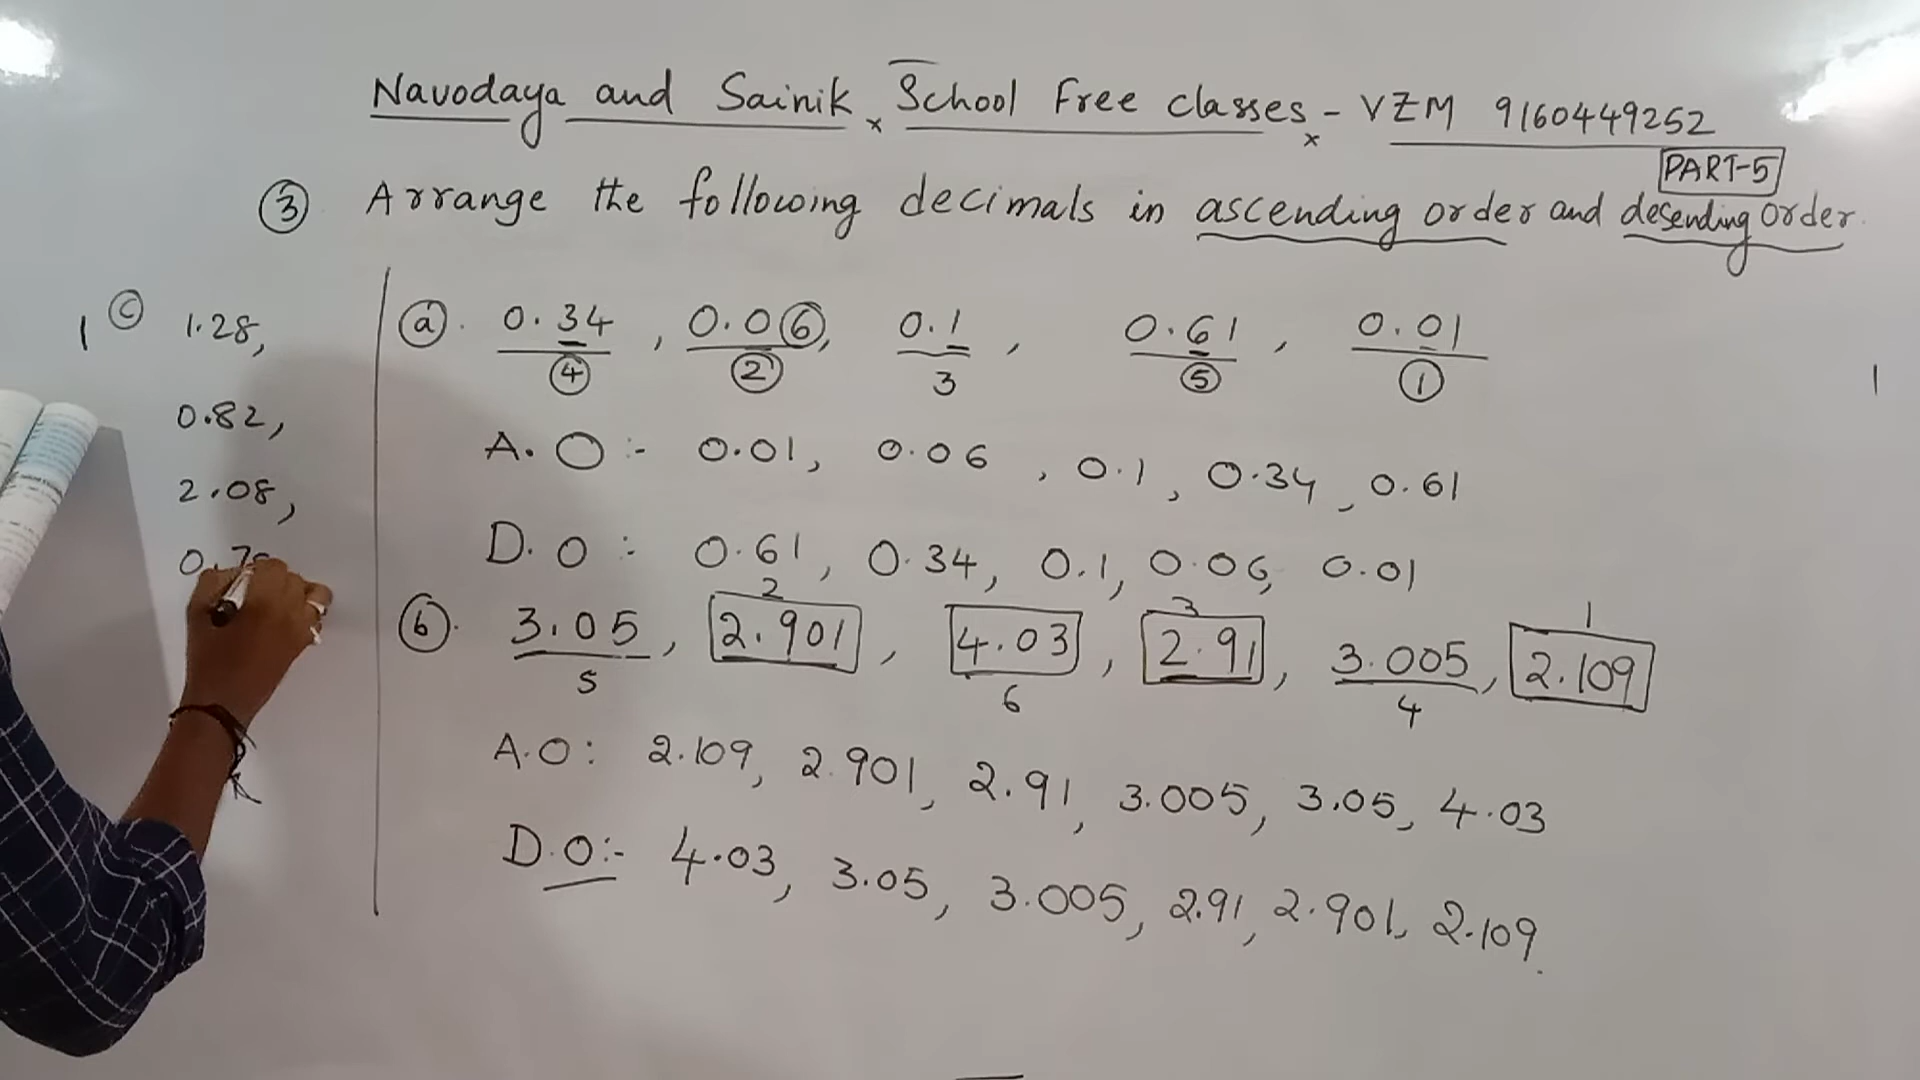 Navodaya and Sainik School Free classes - VZM 9160449252
PART-5
③ Arrange the following decimals in ascending order and desending order.
1 ⓒ 1.28,
0.82,
2.08,
ⓐ. 0.34, 0.06, 0.1, 0.61, 0.01
④ ② 3 ⑤ ①
A.O :- 0.01, 0.06, 0.1, 0.34, 0.61
D.O :- 0.61, 0.34, 0.1, 0.06, 0.01
2 3 1
ⓑ. 3.05, 2.901, 4.03, 2.91, 3.005, 2.109
5 6 4
A.O: 2.109, 2.901, 2.91, 3.005, 3.05, 4.03
D.O:- 4.03, 3.05, 3.005, 2.91, 2.901, 2.109.